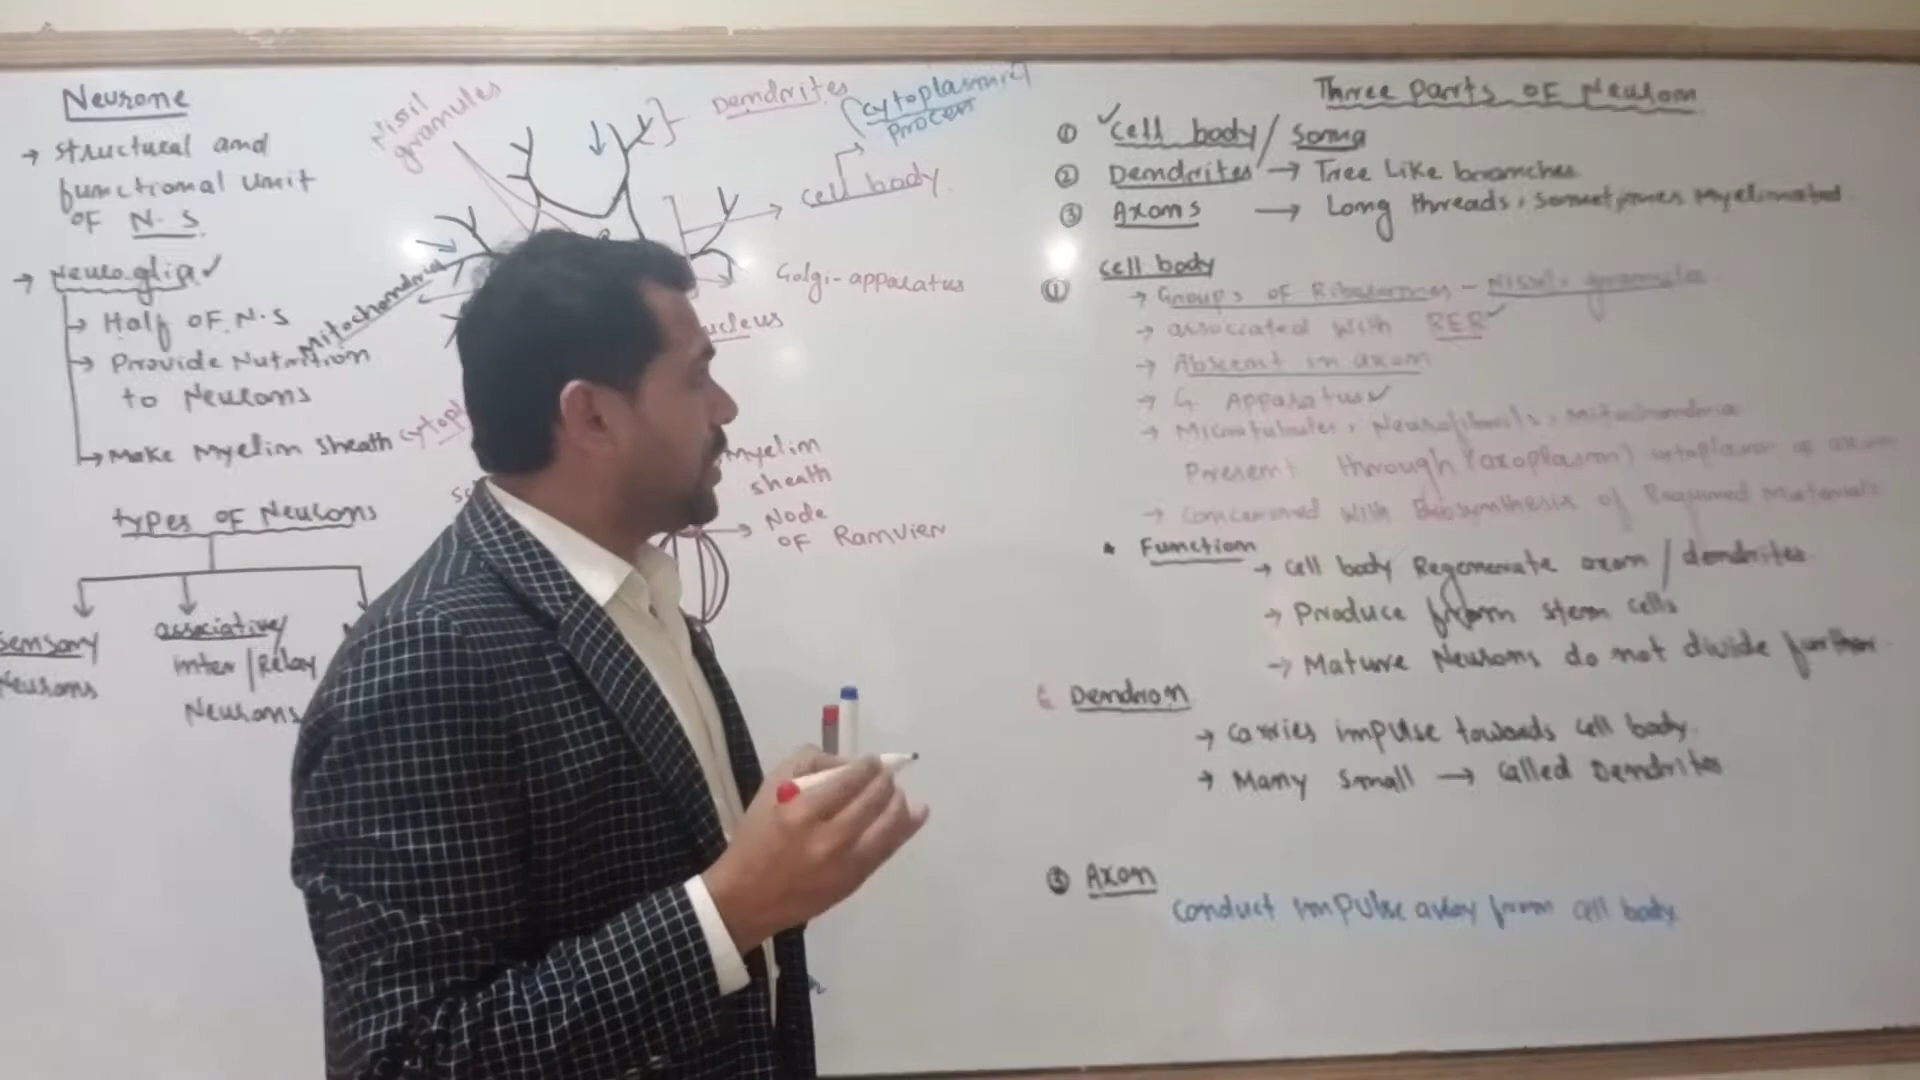 Neurone
→ structural and
functional unit
of N.S
→ Neuroglia ✓
→ Half of N.S
→ Provide Nutrition
to Neurons
→ Make Myelin sheath
types of Neurons
sensory
Neurons
associative/
inter/Relay
Neurons
Nissil
granules
Dendrites
(cytoplasmic
Process
cell body
Mitochondria
Golgi-apparatus
ucleus
cytopl
Myelin
sheath
Node
of Ranvier
Three Parts of Neuron
① ✓ Cell body/Soma
② Dendrites → Tree Like branches
③ Axons → Long threads, sometimes Myelinated
① Cell body
→ Groups of Ribosomes - Nissl's granules
→ associated with RER ✓
→ Abscent in axon
→ G. Apparatus ✓
→ Microtubules, Neurofibrils, Mitochondria
Present through (axoplasm) cytoplasm of axon
→ concerned with Biosynthesis of Required Materials
* Function
→ Cell body Regenerate axon / dendrites
→ Produce from stem cells
→ Mature Neurons do not divide further
Dendron
→ Carries impulse towards cell body.
→ Many small → called Dendrites
③ Axon
Conduct impulse away from cell body